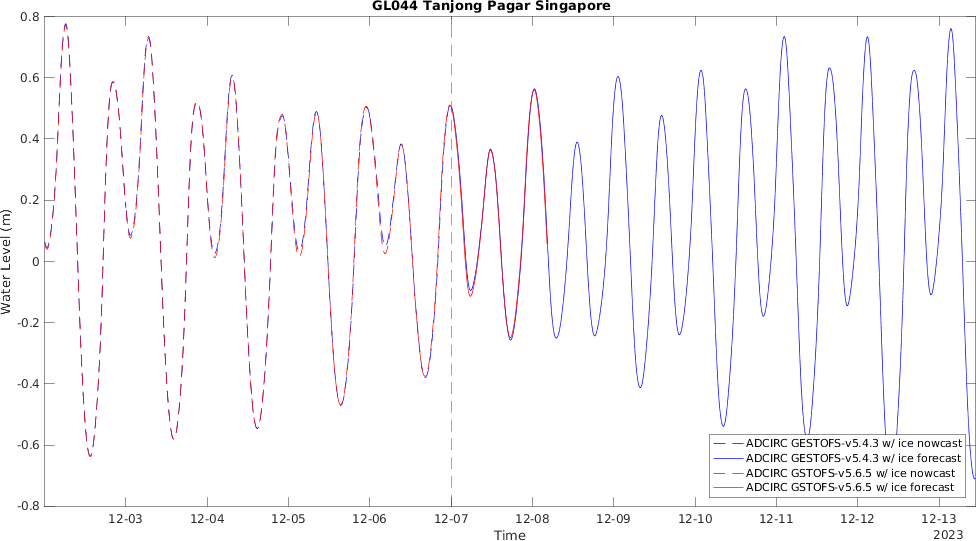 GL044 Tanjong Pagar Singapore
0.8
0.6
0.4
0.2
0
-0.2
-0.4
-0.6
-0.8
Water Level (m)
ADCIRC GESTOFS-v5.4.3 w/ ice nowcast
ADCIRC GESTOFS-v5.4.3 w/ ice forecast
ADCIRC GSTOFS-v5.6.5 w/ ice nowcast
ADCIRC GSTOFS-v5.6.5 w/ ice forecast
12-03 12-04 12-05 12-06 12-07 12-08 12-09 12-10 12-11 12-12 12-13
Time
2023